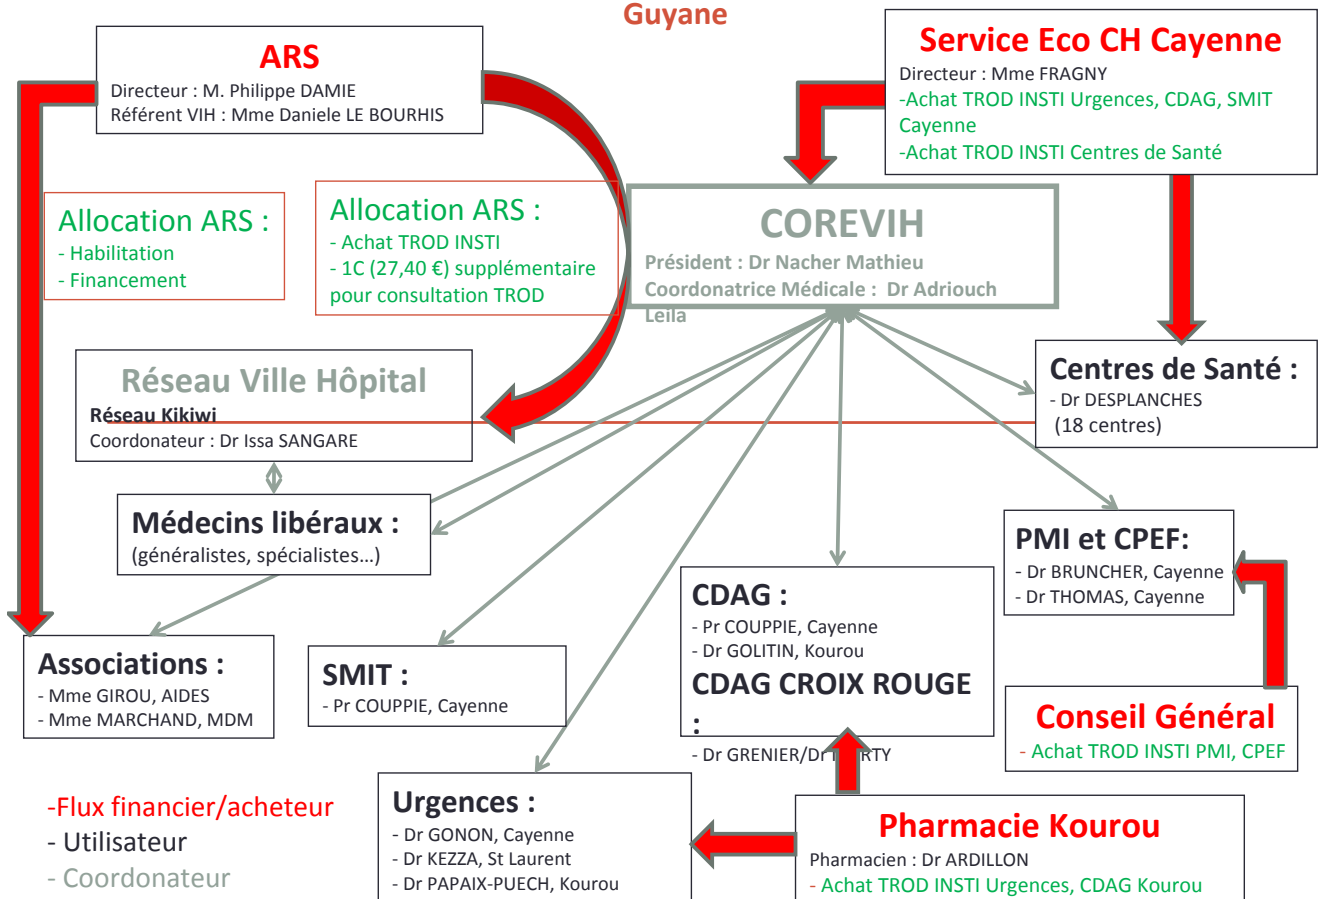 Guyane
ARS
Directeur : M. Philippe DAMIE
Référent VIH : Mme Daniele LE BOURHIS
Service Eco CH Cayenne
Directeur : Mme FRAGNY
-Achat TROD INSTI Urgences, CDAG, SMIT
Cayenne
-Achat TROD INSTI Centres de Santé
Allocation ARS :
- Habilitation
- Financement
Allocation ARS :
- Achat TROD INSTI
- 1C (27,40 €) supplémentaire
pour consultation TROD
COREVIH
Président : Dr Nacher Mathieu
Coordonatrice Médicale : Dr Adriouch
Leila
Réseau Ville Hôpital
Réseau Kikiwi
Coordonateur : Dr Issa SANGARE
Centres de Santé :
- Dr DESPLANCHES
(18 centres)
Médecins libéraux :
(généralistes, spécialistes...)
PMI et CPEF:
- Dr BRUNCHER, Cayenne
- Dr THOMAS, Cayenne
CDAG :
- Pr COUPPIE, Cayenne
- Dr GOLITIN, Kourou
CDAG CROIX ROUGE
:
- Dr GRENIER/Dr
Associations :
- Mme GIROU, AIDES
- Mme MARCHAND, MDM
SMIT :
- Pr COUPPIE, Cayenne
Conseil Général
- Achat TROD INSTI PMI, CPEF
Urgences :
- Dr GONON, Cayenne
- Dr KEZZA, St Laurent
- Dr PAPAIX-PUECH, Kourou
Pharmacie Kourou
Pharmacien : Dr ARDILLON
- Achat TROD INSTI Urgences, CDAG Kourou
-Flux financier/acheteur
- Utilisateur
- Coordonateur